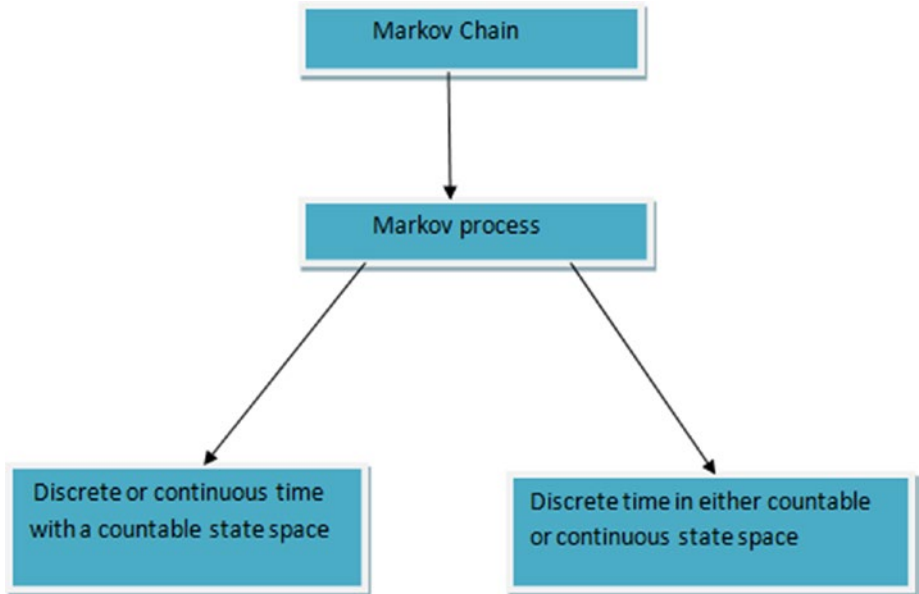 Markov Chain
Markov process
Discrete or continuous time
with a countable state space
Discrete time in either countable
or continuous state space